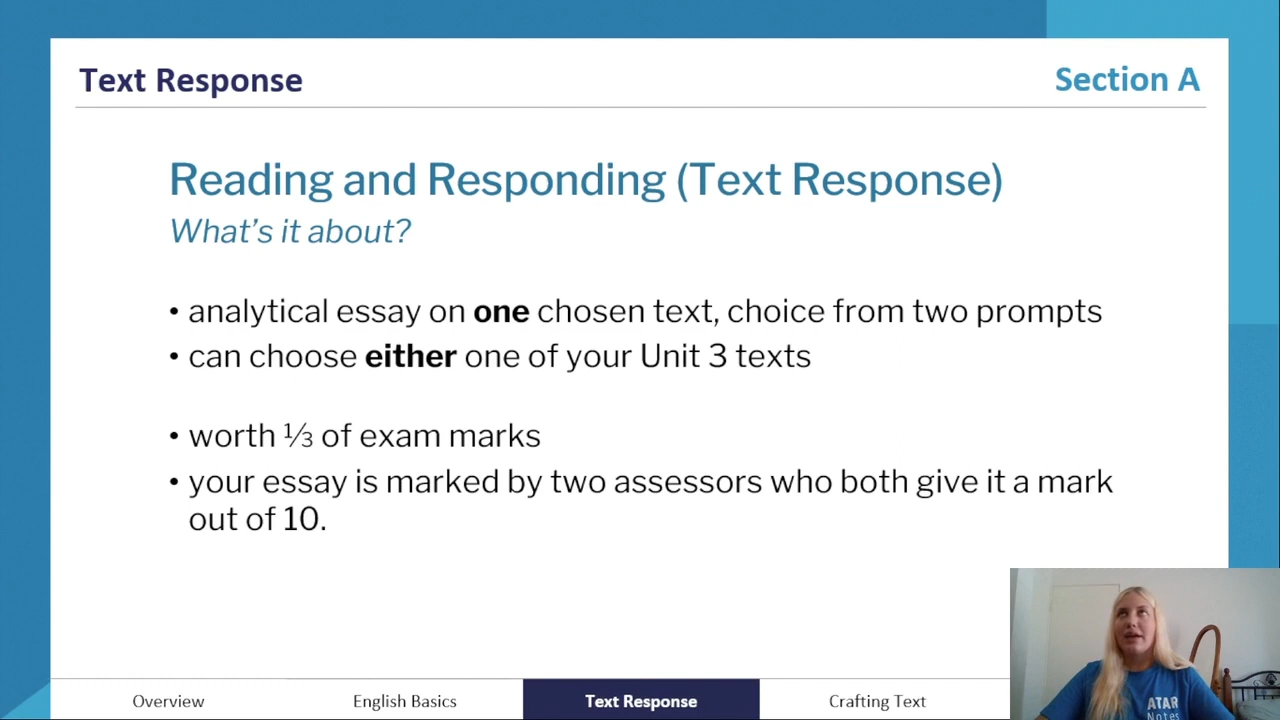 Text Response
Section A
Reading and Responding (Text Response)
What's it about?
• analytical essay on one chosen text, choice from two prompts
• can choose either one of your Unit 3 texts
• worth ⅓ of exam marks
• your essay is marked by two assessors who both give it a mark
out of 10.
Overview
English Basics
Text Response
Crafting Text
ATAR
Notes